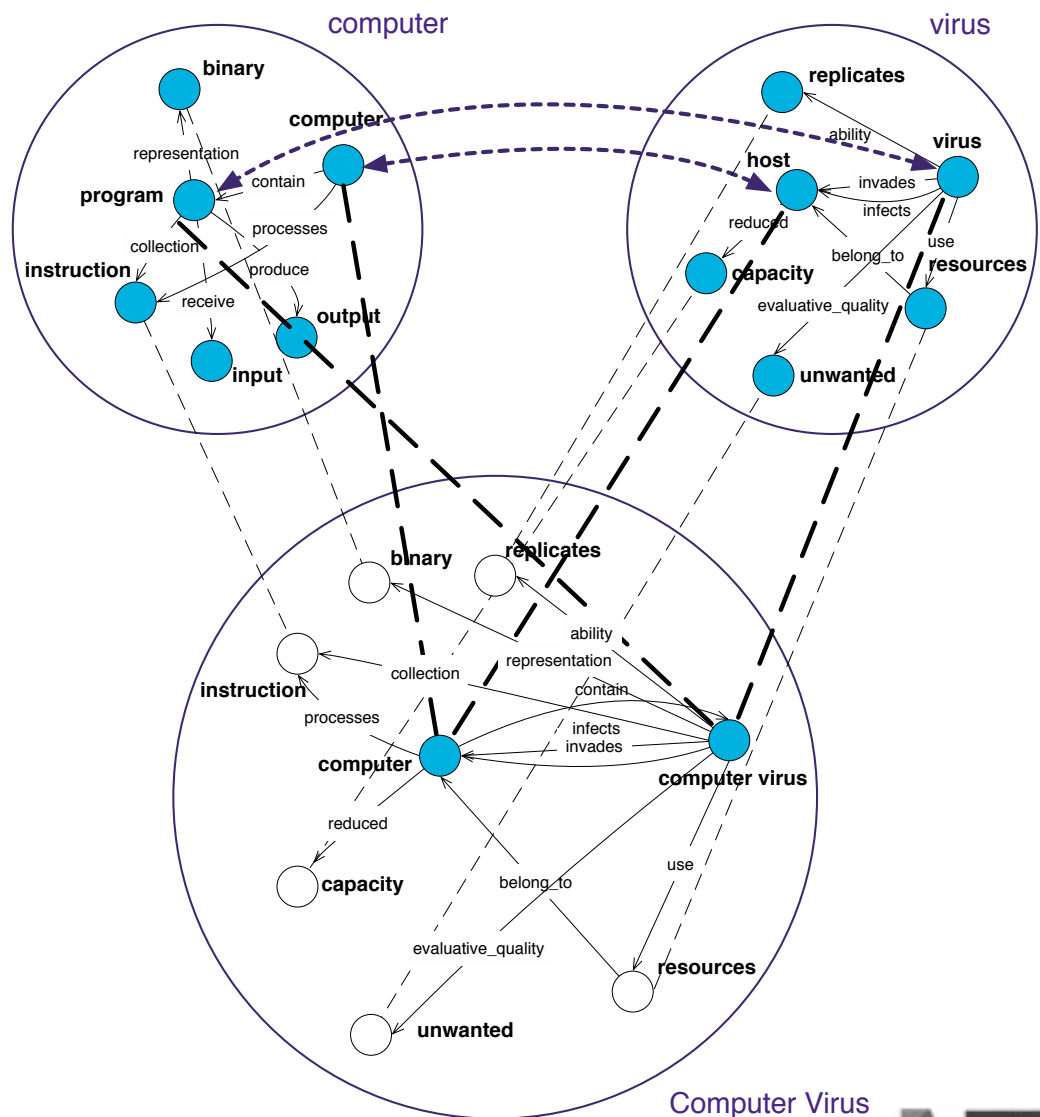 computer
virus
binary
replicates
computer
ability
virus
representation
host
program
contain
invades
infects
collection
processes
reduced
use
instruction
produce
belong_to
resources
capacity
receive
evaluative_quality
output
input
unwanted
binary
replicates
ability
representation
collection
instruction
contain
processes
infects
invades
computer
computer virus
reduced
capacity
belong_to
use
evaluative_quality
resources
unwanted
Computer Virus